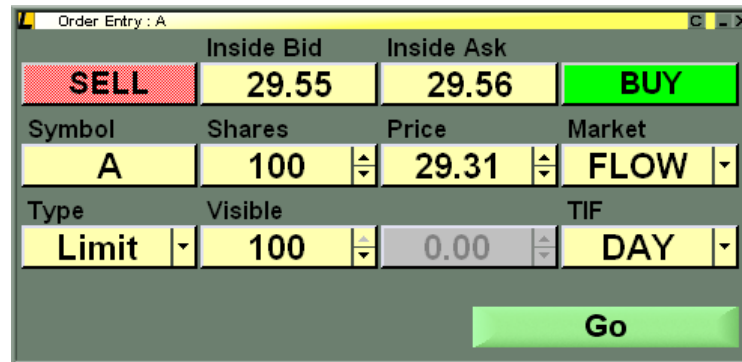 L Order Entry : A C
Inside Bid Inside Ask
SELL 29.55 29.56 BUY
Symbol Shares Price Market
A 100 29.31 FLOW
Type Visible TIF
Limit 100 0.00 DAY
Go